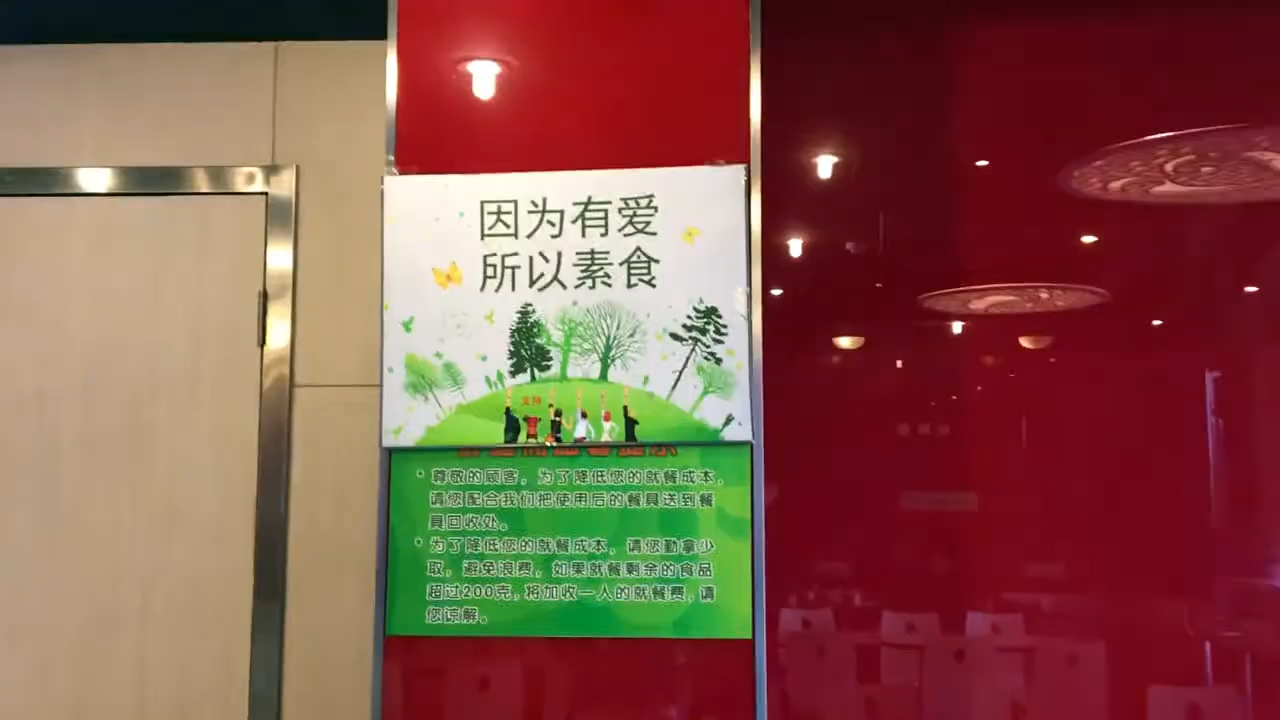 因为有爱
所以素食
支持
* 尊敬的顾客，为了降低您的就餐成本，
请您配合我们把使用后的餐具送到餐
具回收处。
* 为了降低您的就餐成本，请您勤拿少
取，避免浪费，如果就餐剩余的食品
超过200克，将加收一人的就餐费，请
您谅解。